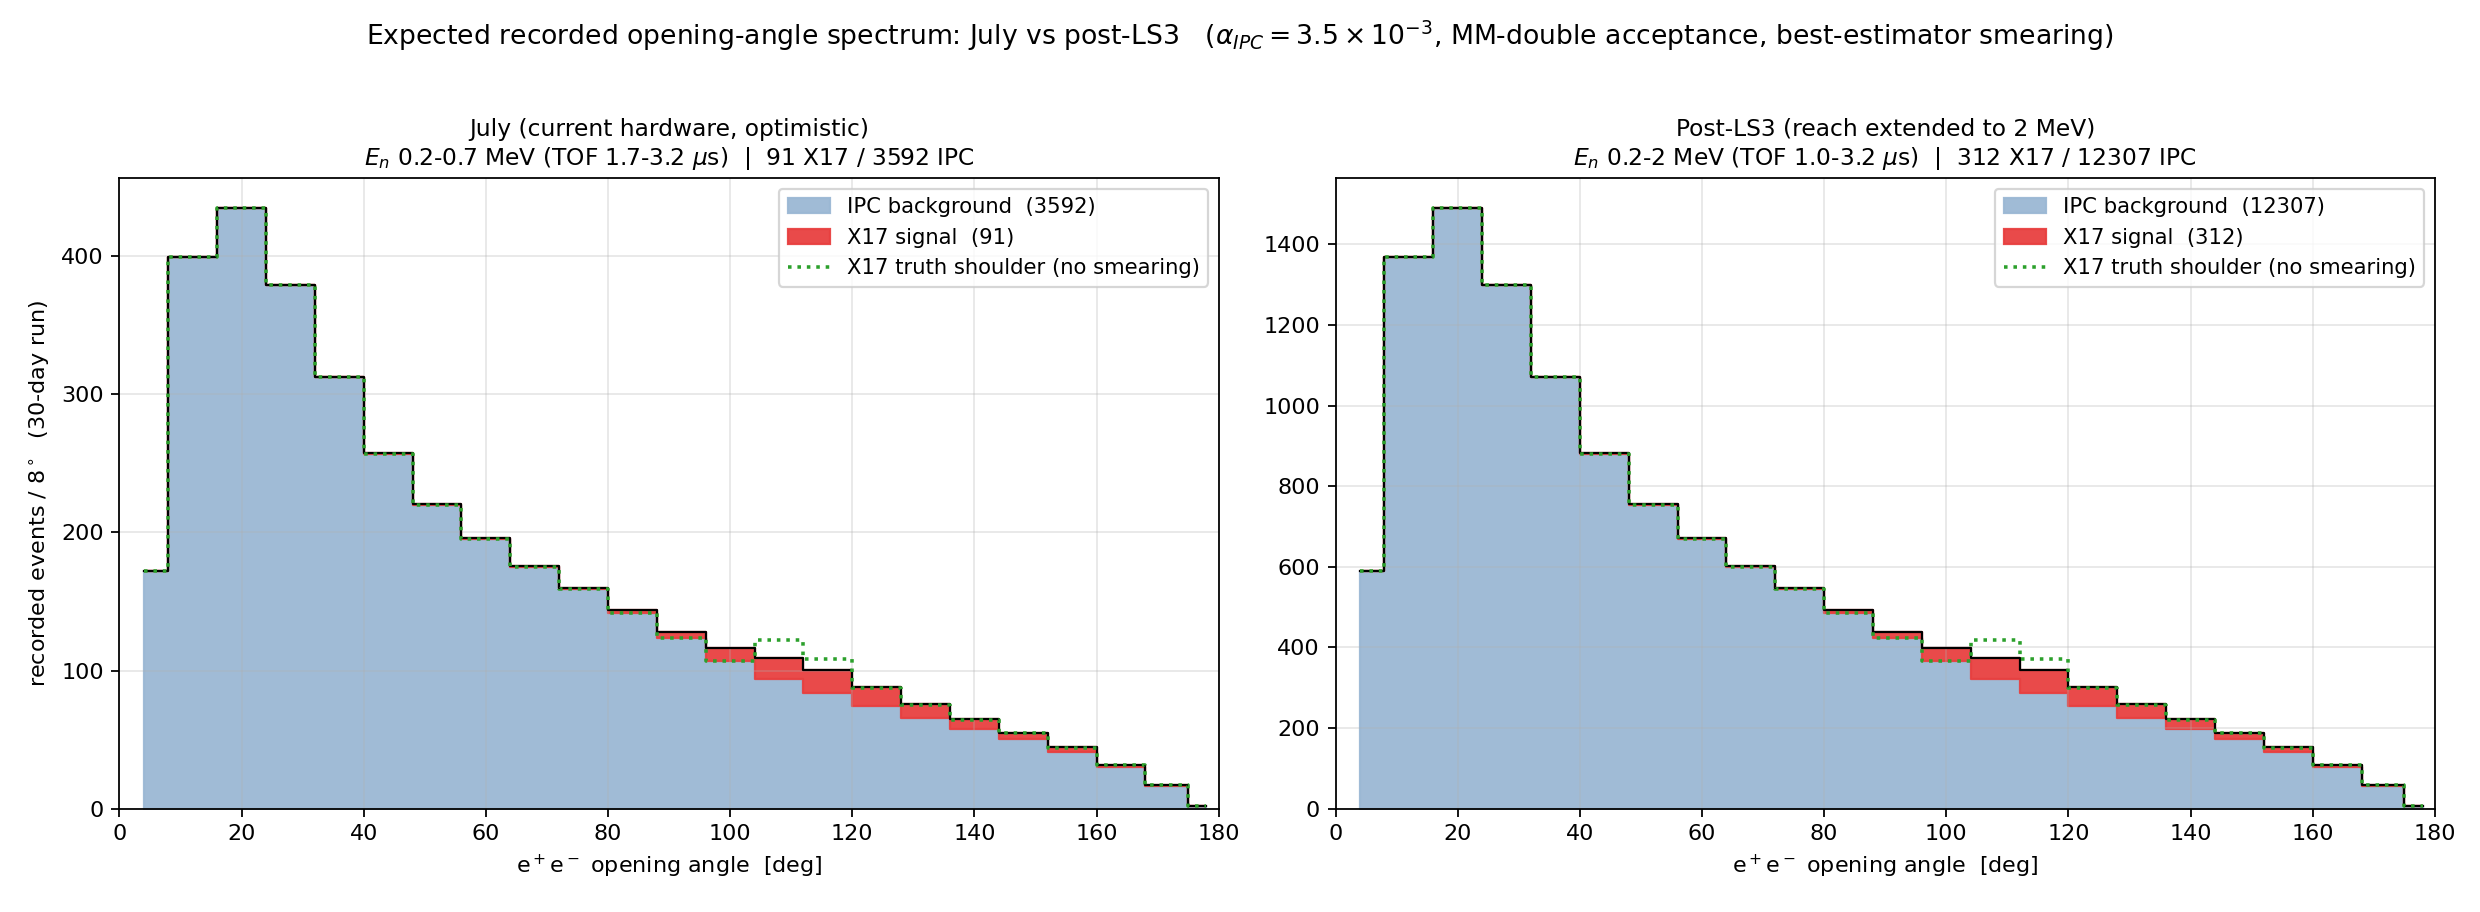 Expected recorded opening-angle spectrum: July vs post-LS3   (α_{IPC} = 3.5 × 10^{−3}, MM-double acceptance, best-estimator smearing)
July (current hardware, optimistic)
E_n 0.2-0.7 MeV (TOF 1.7-3.2 μs)  |  91 X17 / 3592 IPC
IPC background  (3592)
X17 signal  (91)
X17 truth shoulder (no smearing)
recorded events / 8°  (30-day run)
400
300
200
100
0
0 20 40 60 80 100 120 140 160 180
e⁺e⁻ opening angle  [deg]
Post-LS3 (reach extended to 2 MeV)
E_n 0.2-2 MeV (TOF 1.0-3.2 μs)  |  312 X17 / 12307 IPC
IPC background  (12307)
X17 signal  (312)
X17 truth shoulder (no smearing)
1400
1200
1000
800
600
400
200
0
0 20 40 60 80 100 120 140 160 180
e⁺e⁻ opening angle  [deg]